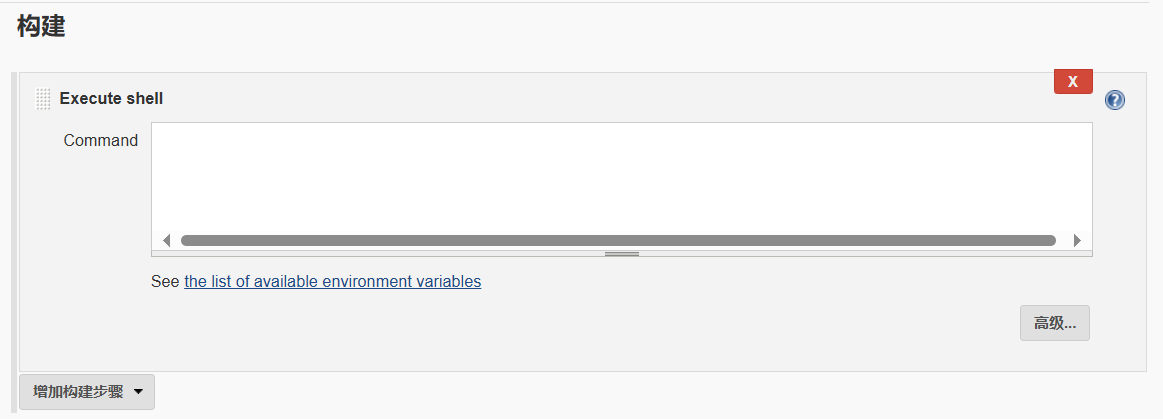 构建
X
Execute shell
?
Command
See the list of available environment variables
高级...
增加构建步骤